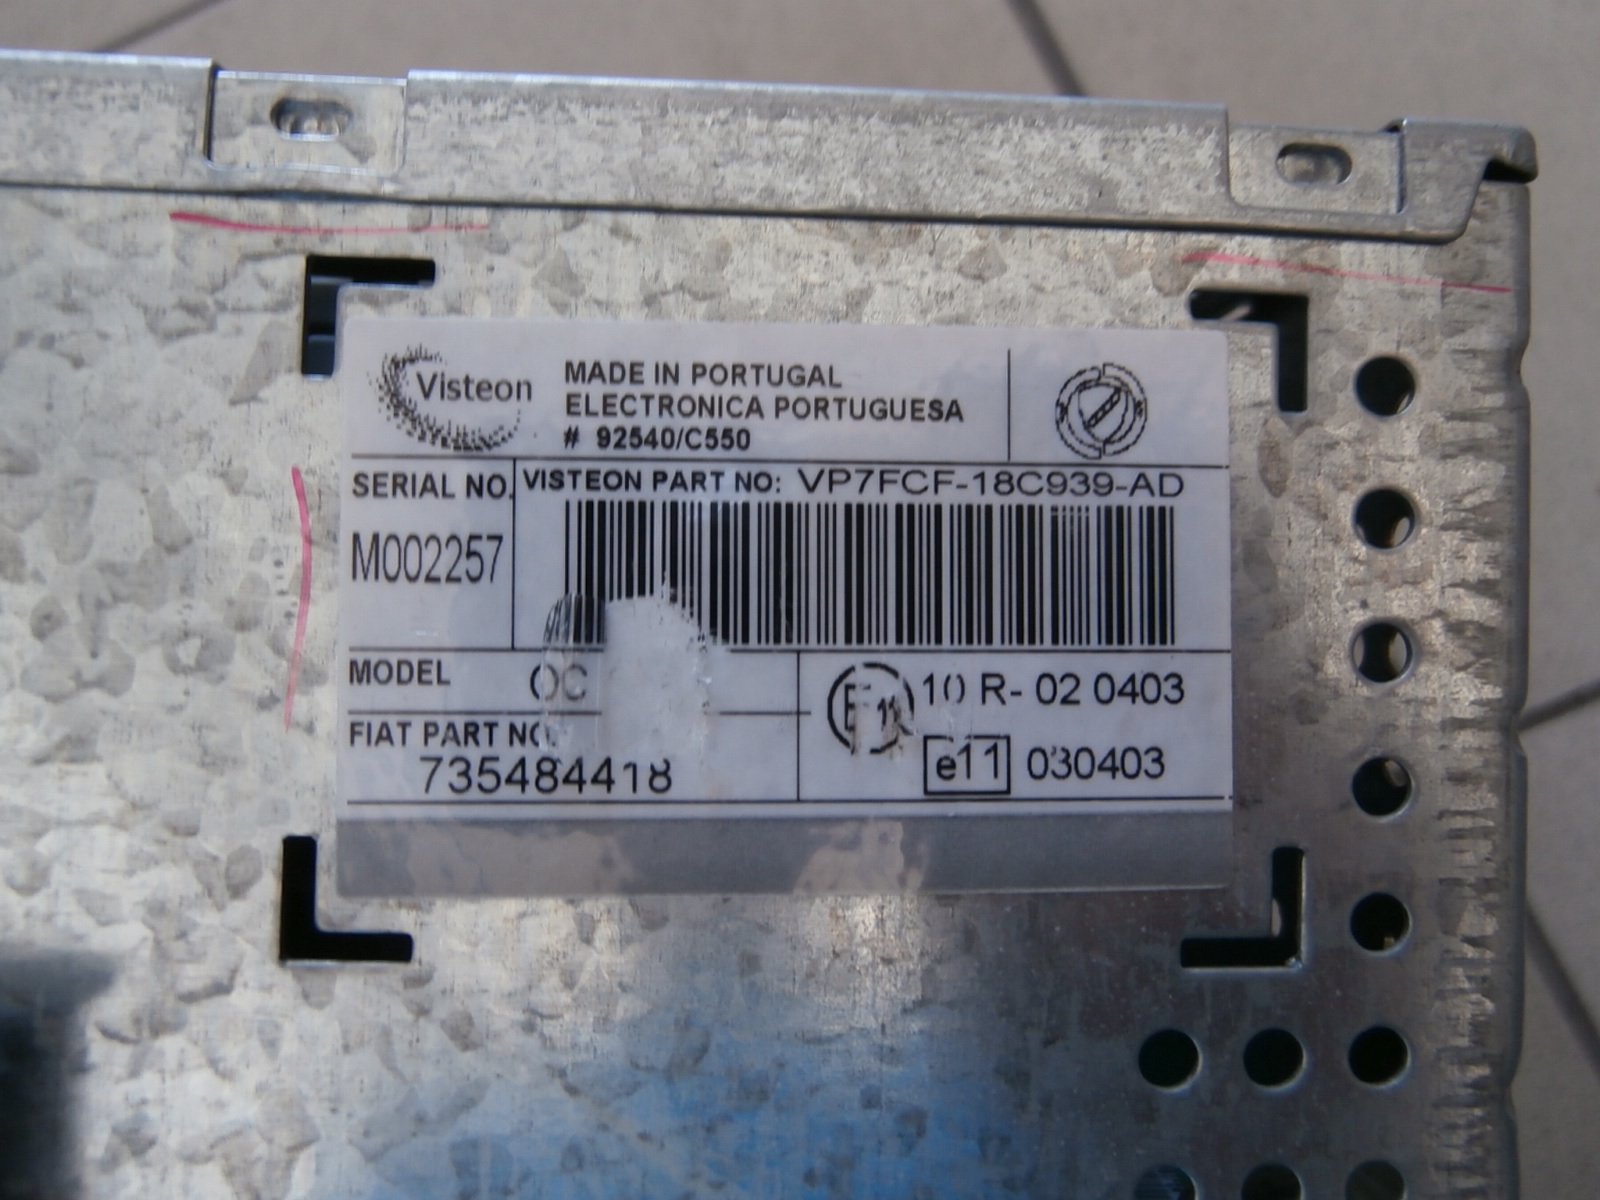 Visteon
MADE IN PORTUGAL
ELECTRONICA PORTUGUESA
# 92540/C550
SERIAL NO.
VISTEON PART NO: VP7FCF-18C939-AD
M002257
MODEL
10 R- 02 0403
FIAT PART NO.
735484418
e11 030403